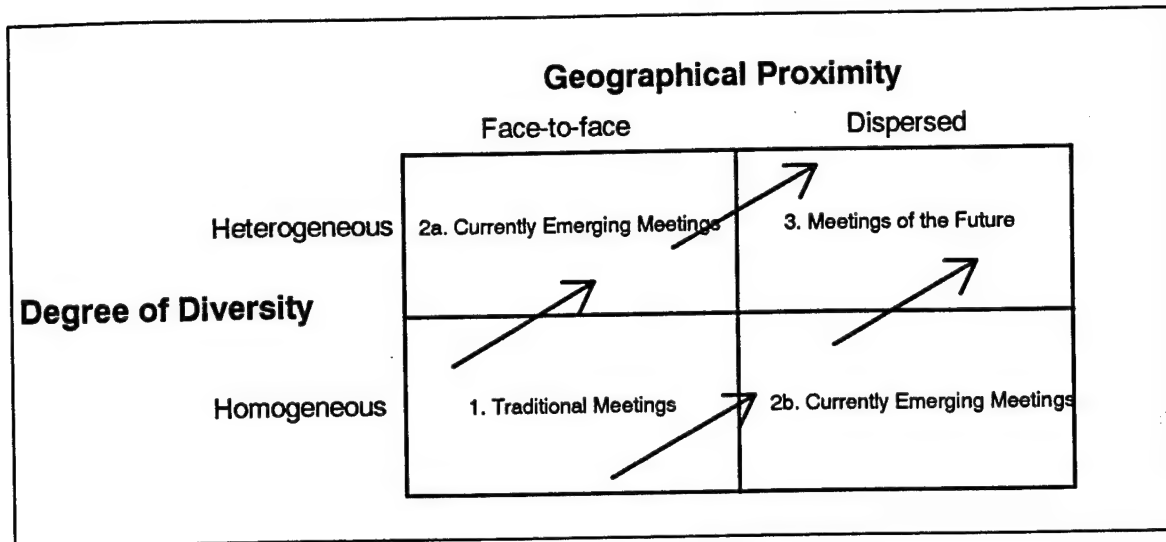 Geographical Proximity
Face-to-face Dispersed
Heterogeneous 2a. Currently Emerging Meetings 3. Meetings of the Future
Degree of Diversity
Homogeneous 1. Traditional Meetings 2b. Currently Emerging Meetings